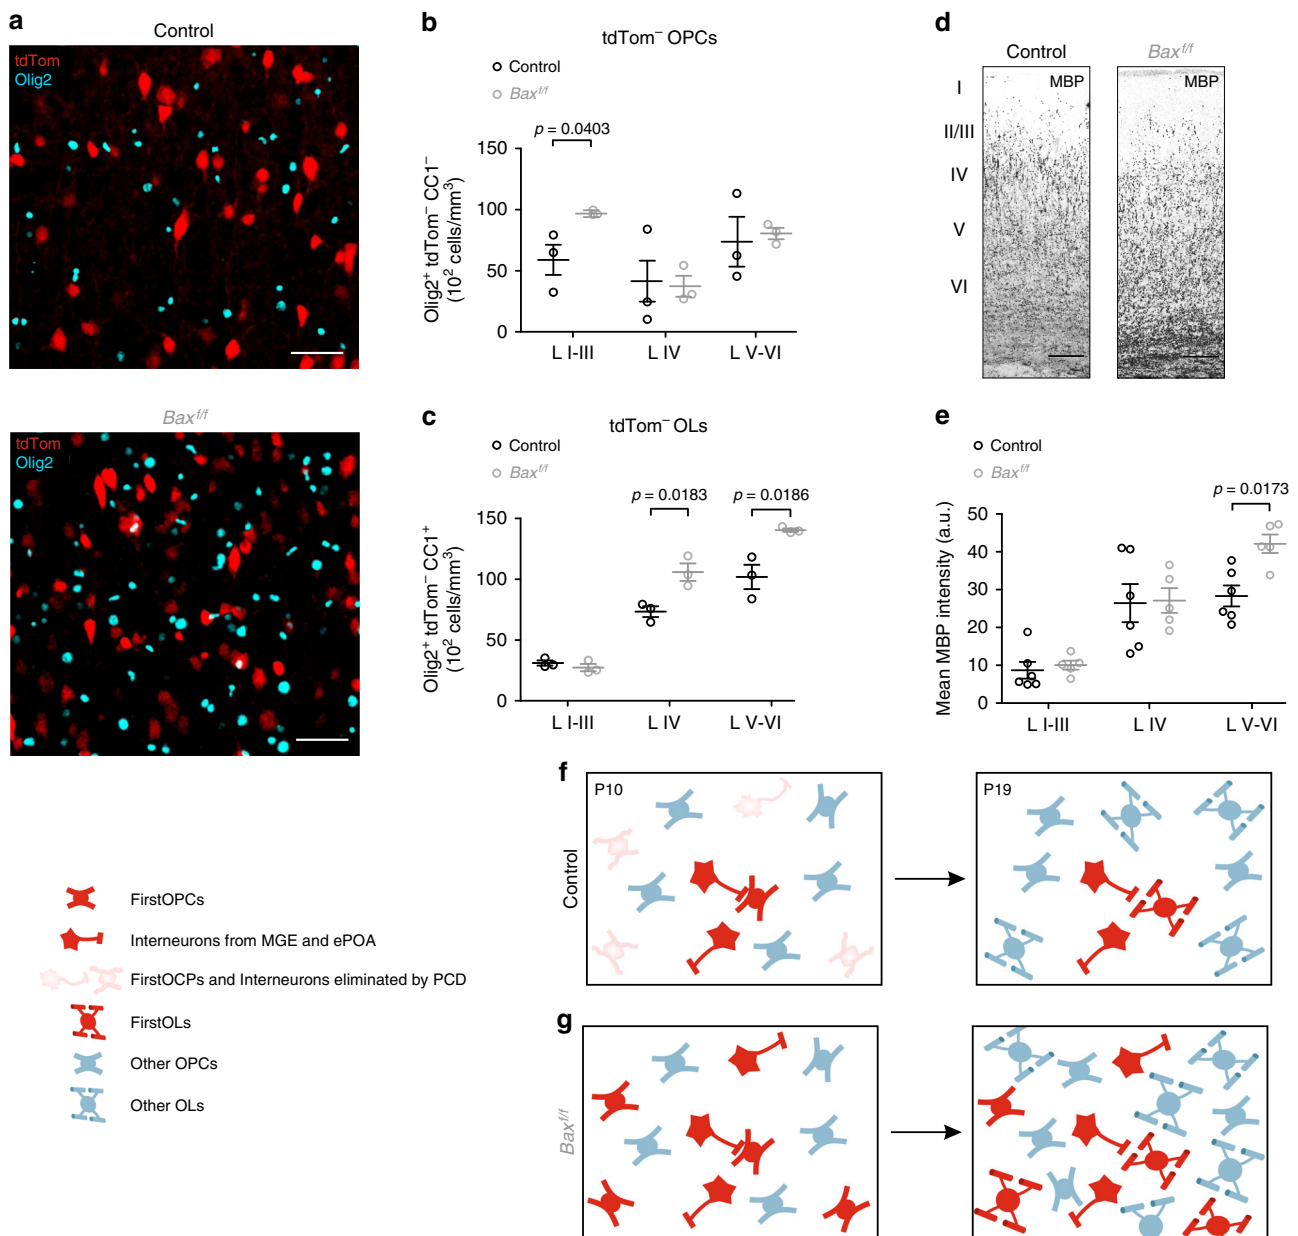 a
Control
tdTom
Olig2
Bax^f/f
tdTom
Olig2
b
tdTom⁻ OPCs
Control
Bax^f/f
p = 0.0403
Olig2⁺ tdTom⁻ CC1⁻
(10² cells/mm³)
150
100
50
0
L I-III
L IV
L V-VI
c
tdTom⁻ OLs
Control
Bax^f/f
p = 0.0183
p = 0.0186
Olig2⁺ tdTom⁻ CC1⁺
(10² cells/mm³)
150
100
50
0
L I-III
L IV
L V-VI
d
Control
Bax^f/f
MBP
MBP
I
II/III
IV
V
VI
e
Control
Bax^f/f
p = 0.0173
Mean MBP intensity (a.u.)
50
40
30
20
10
0
L I-III
L IV
L V-VI
FirstOPCs
Interneurons from MGE and ePOA
FirstOCPs and Interneurons eliminated by PCD
FirstOLs
Other OPCs
Other OLs
f
Control
P10
P19
g
Bax^f/f